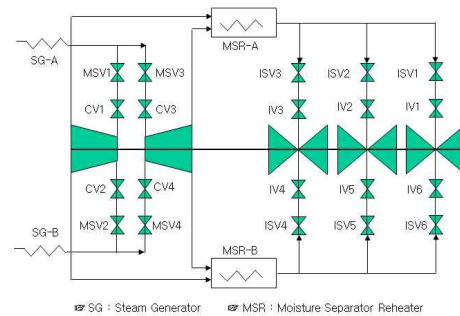 MSR-A
SG-A
MSV1 MSV3 ISV3 ISV2 ISV1
CV1 CV3 IV3 IV2 IV1
CV2 CV4 IV4 IV5 IV6
MSV2 MSV4 ISV4 ISV5 ISV6
SG-B
MSR-B
☞ SG : Steam Generator ☞ MSR : Moisture Separator Reheater